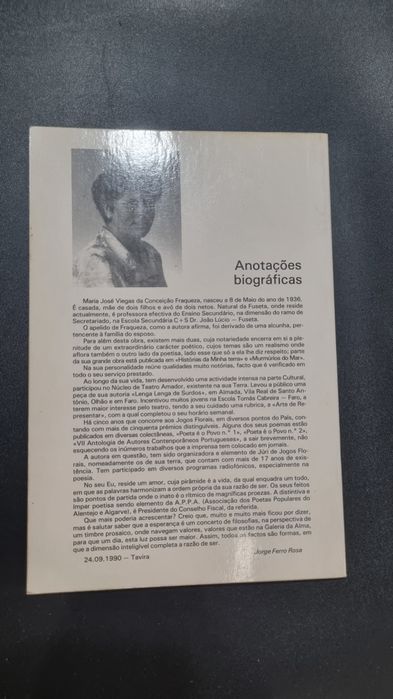 Anotações
biográficas
Maria José Viegas da Conceição Fraqueza, nasceu a 8 de Maio do ano de 1936.
É casada, mãe de dois filhos e avó de dois netos. Natural da Fuseta, onde reside
actualmente, é professora efectiva do Ensino Secundário, na dimensão do ramo de
Secretariado, na Escola Secundária C + S Dr. João Lúcio — Fuseta.
O apelido de Fraqueza, como a autora afirma, foi derivado de uma alcunha, per-
tencente à família do esposo.
Para além desta obra, existem mais duas, cuja notariedade encerra em si a ple-
nitude de um extraordinário carácter poético, cujos temas são um realismo onde
aflora também o outro lado da poesia, lado esse que só a ela lhe diz respeito; parte
da sua grande obra está publicada em «Histórias da Minha terra» e «Murmúrios do Mar».
Na sua personalidade reúne qualidades muito notórias, facto que é verificado em
todo o seu serviço prestado.
Ao longo da sua vida, tem desenvolvido uma actividade intensa na parte Cultural,
participou no Núcleo de Teatro Amador, existente na sua Terra. Levou a público uma
peça de sua autoria «Lenga Lenga de Surdos», em Almada, Vila Real de Santo An-
tónio, Olhão e em Faro. Incentivou muitos jovens na Escola Tomás Cabreira — Faro, a
terem maior interesse pelo teatro, tendo a seu cuidado uma rubrica, a «Arte de Re-
presentar», com a qual completou o seu horário semanal.
Há cinco anos que concorre aos Jogos Florais, em diversos pontos do País, con-
tando com mais de cinquenta prémios distinguíveis. Alguns dos seus poemas estão
publicados em diversas colectâneas, «Poeta é o Povo n.º 1», «Poeta é o Povo n.º 2»,
«VII Antologia de Autores Contemporâneos Portugueses», a sair brevemente, não
esquecendo os inúmeros trabalhos que a imprensa tem colocado em jornais.
A autora em questão, tem sido organizadora e elemento de Júri de Jogos Flo-
rais, nomeadamente os de sua terra, que contam com mais de 17 anos de exis-
tência. Tem participado em diversos programas radiofónicos, especialmente na
poesia.
No seu Eu, reside um amor, cuja pirâmide é a vida, da qual enquadra um todo,
em que as palavras harmonizam a ordem própria da sua razão de ser. Os seus feitos
são pontos de partida onde o inato é o rítmico de magníficas proezas. A distintiva e
ímpar poetisa sendo elemento da A.P.P.A. (Associação dos Poetas Populares do
Alentejo e Algarve), é Presidente do Conselho Fiscal, da referida.
Que mais poderia acrescentar? Creio que, muito e muito mais ficou por dizer,
mas é salutar saber que a esperança é um concerto de filosofias, na perspectiva de
um timbre prosaico, onde navegam valores, valores que estão na Galeria da Alma,
para que um dia, esta luz possa ser maior. Assim, todos os factos são formas, em
que a dimensão inteligível completa a razão de ser.
24.09.1990 — Tavira
Jorge Ferro Rosa